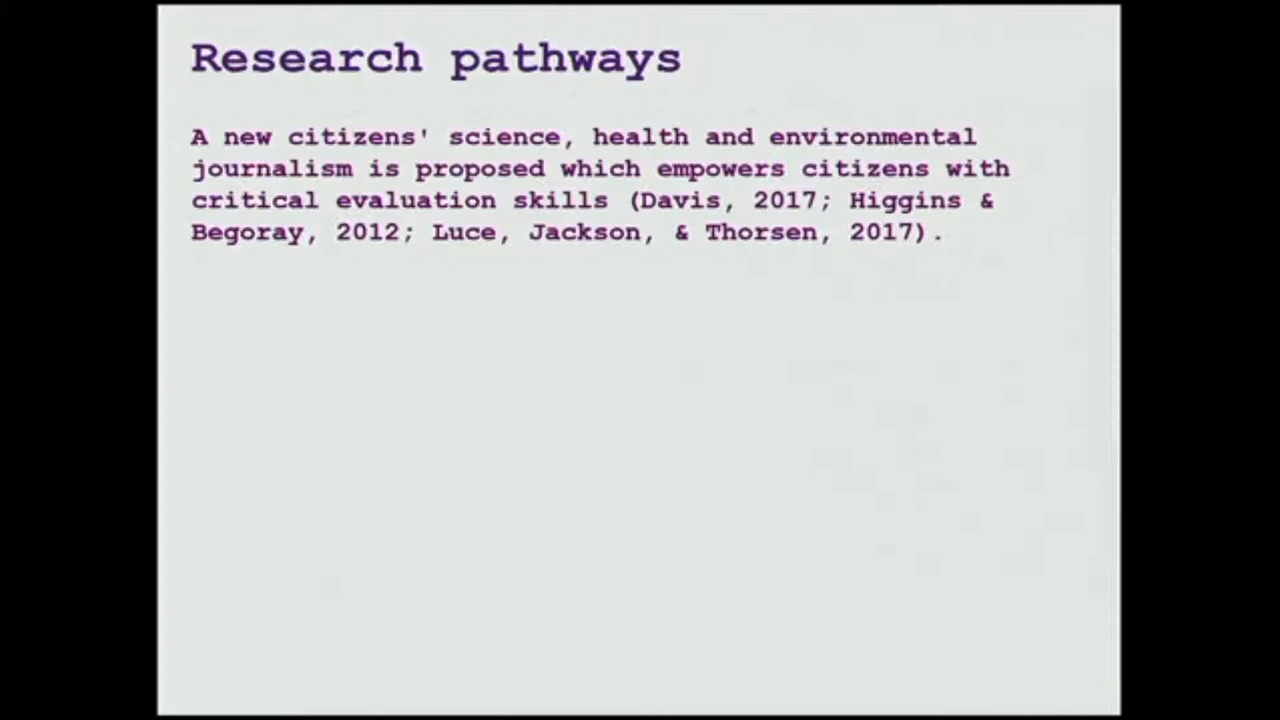 Research pathways
A new citizens' science, health and environmental
journalism is proposed which empowers citizens with
critical evaluation skills (Davis, 2017; Higgins &
Begoray, 2012; Luce, Jackson, & Thorsen, 2017).